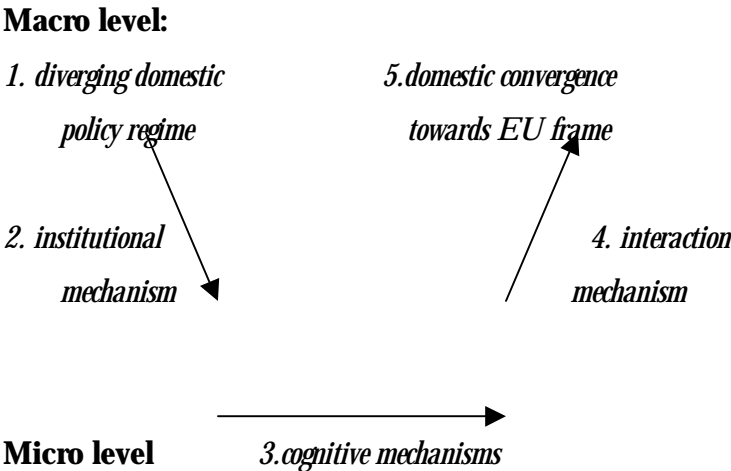 Macro level:
1. diverging domestic 5.domestic convergence
policy regime towards EU frame
2. institutional 4. interaction
mechanism mechanism
Micro level 3.cognitive mechanisms